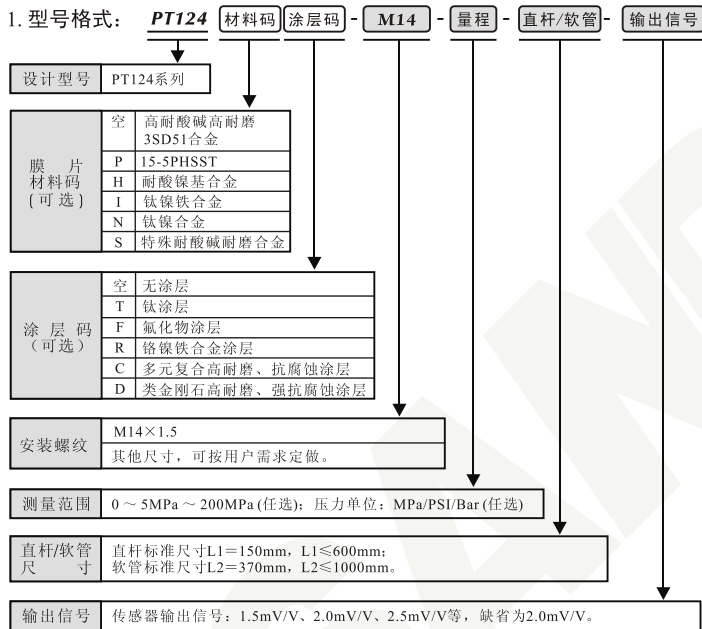 1. 型号格式： PT124 材料码 涂层码 - M14 - 量程 - 直杆/软管 - 输出信号
设计型号 PT124系列
膜 片
材料码
(可选)
空 高耐酸碱高耐磨
3SD51合金
P 15-5PHSST
H 耐酸镍基合金
I 钛镍铁合金
N 钛镍合金
S 特殊耐酸碱耐磨合金
涂 层 码
（可选）
空 无涂层
T 钛涂层
F 氟化物涂层
R 铬镍铁合金涂层
C 多元复合高耐磨、抗腐蚀涂层
D 类金刚石高耐磨、强抗腐蚀涂层
安装螺纹
M14×1.5
其他尺寸，可按用户需求定做。
测量范围 0 ～ 5MPa ～ 200MPa (任选)；压力单位：MPa/PSI/Bar (任选)
直杆/软管
尺 寸
直杆标准尺寸L1＝150mm，L1≤600mm；
软管标准尺寸L2＝370mm，L2≤1000mm。
输出信号 传感器输出信号：1.5mV/V、2.0mV/V、2.5mV/V等，缺省为2.0mV/V。